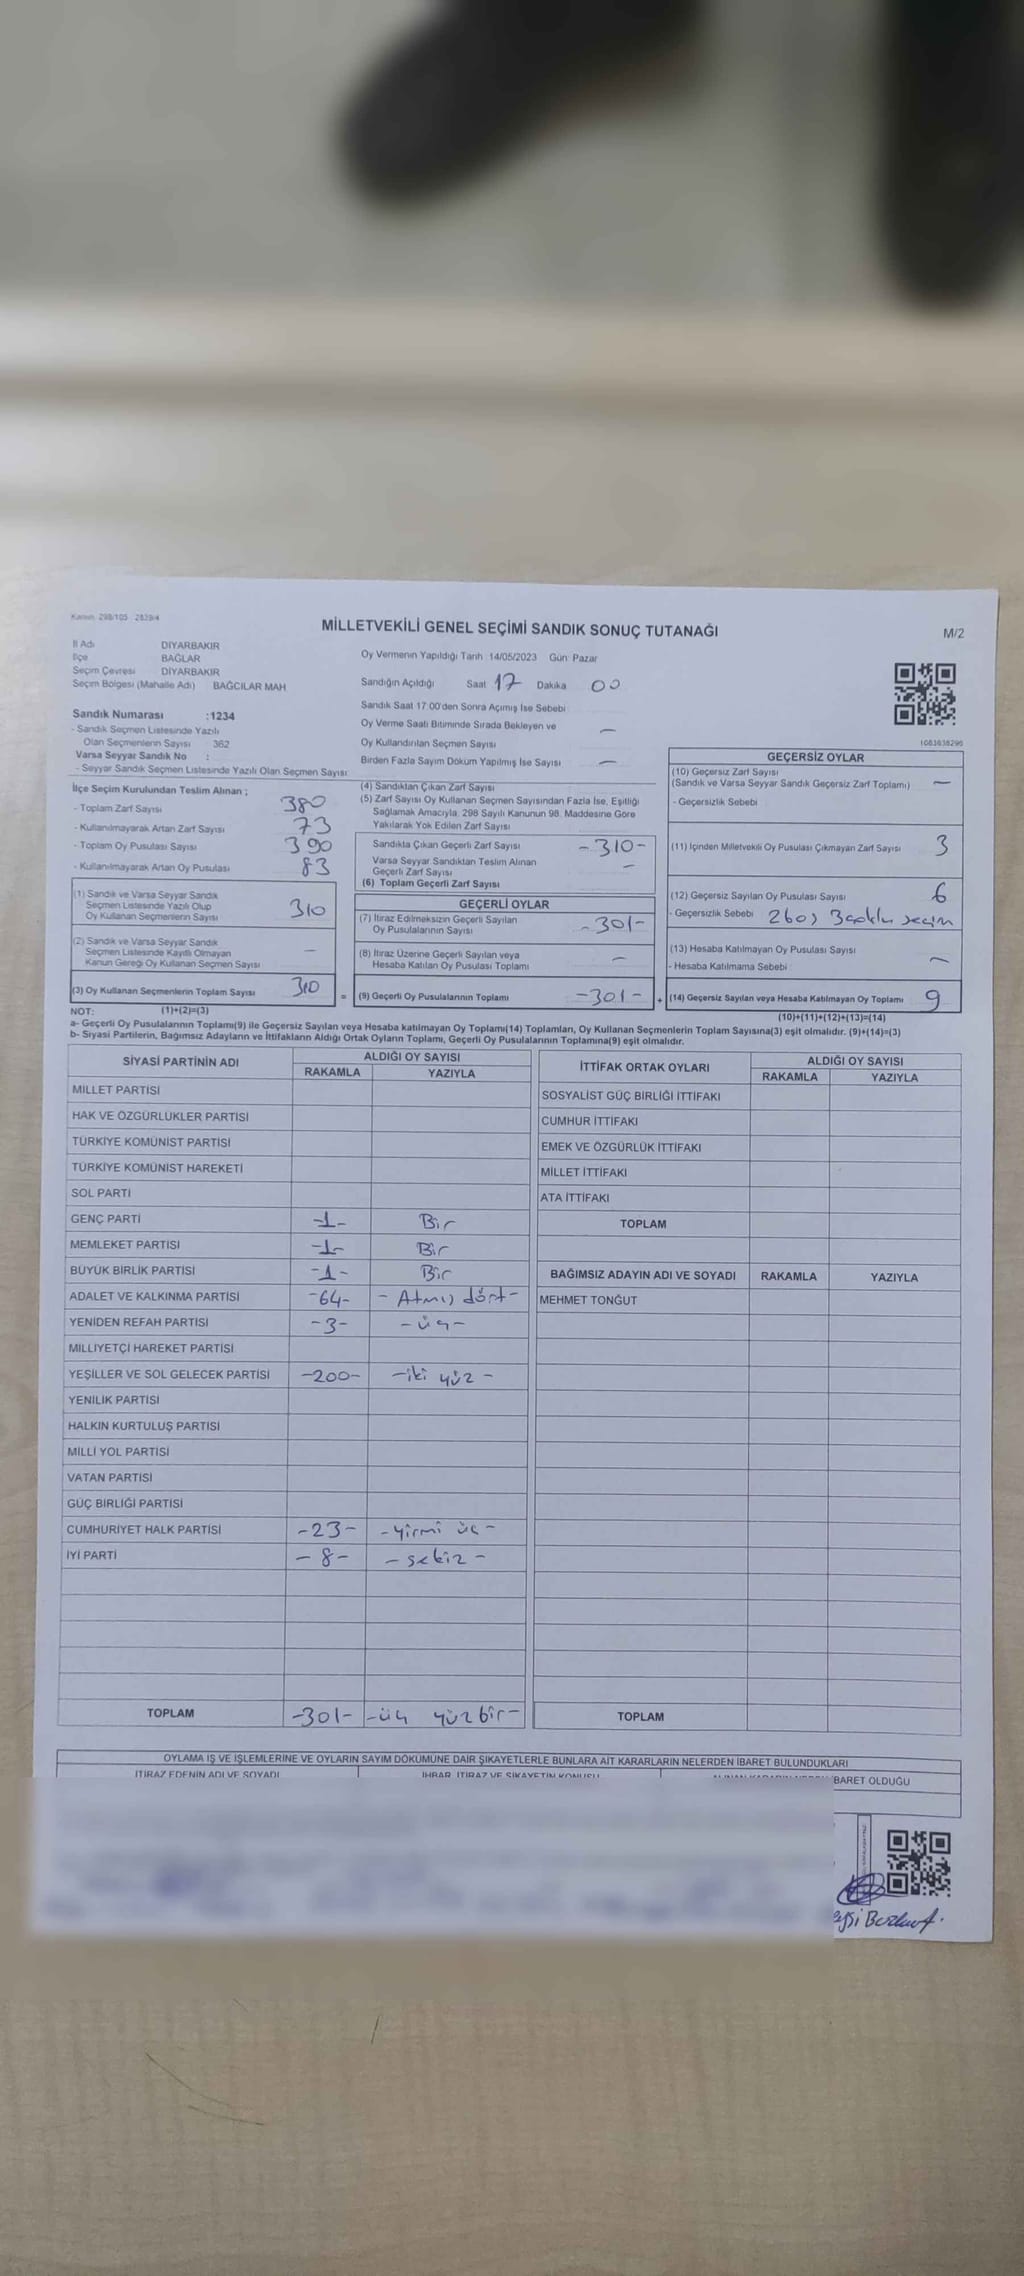 Kanun: 298/105 : 2839/4
MİLLETVEKİLİ GENEL SEÇİMİ SANDIK SONUÇ TUTANAĞI
M/2
İl Adı DİYARBAKIR
İlçe BAĞLAR
Seçim Çevresi DİYARBAKIR
Seçim Bölgesi (Mahalle Adı) BAĞCILAR MAH
Sandık Numarası :1234
- Sandık Seçmen Listesinde Yazılı
Olan Seçmenlerin Sayısı : 362
Varsa Seyyar Sandık No :
- Seyyar Sandık Seçmen Listesinde Yazılı Olan Seçmen Sayısı:
Oy Vermenin Yapıldığı Tarih :14/05/2023 Gün: Pazar
Sandığın Açıldığı Saat 17 Dakika 00
Sandık Saat 17:00'den Sonra Açımış İse Sebebi
Oy Verme Saati Bitiminde Sırada Bekleyen ve
Oy Kullandırılan Seçmen Sayısı —
Birden Fazla Sayım Döküm Yapılmış İse Sayısı —
1083838296
İlçe Seçim Kurulundan Teslim Alınan ;
- Toplam Zarf Sayısı 380
- Kullanılmayarak Artan Zarf Sayısı 73
- Toplam Oy Pusulası Sayısı 390
- Kullanılmayarak Artan Oy Pusulası 83
(1) Sandık ve Varsa Seyyar Sandık
Seçmen Listesinde Yazılı Olup
Oy Kullanan Seçmenlerin Sayısı 310
(2) Sandık ve Varsa Seyyar Sandık
Seçmen Listesinde Kayıtlı Olmayan
Kanun Gereği Oy Kullanan Seçmen Sayısı —
(3) Oy Kullanan Seçmenlerin Toplam Sayısı 310
(4) Sandıktan Çıkan Zarf Sayısı
(5) Zarf Sayısı Oy Kullanan Seçmen Sayısından Fazla İse, Eşitliği
Sağlamak Amacıyla, 298 Sayılı Kanunun 98. Maddesine Göre
Yakılarak Yok Edilen Zarf Sayısı
Sandıkta Çıkan Geçerli Zarf Sayısı -310-
Varsa Seyyar Sandıktan Teslim Alınan
Geçerli Zarf Sayısı —
(6) Toplam Geçerli Zarf Sayısı
GEÇERLİ OYLAR
(7) İtiraz Edilmeksizin Geçerli Sayılan
Oy Pusulalarının Sayısı -301-
(8) İtiraz Üzerine Geçerli Sayılan veya
Hesaba Katılan Oy Pusulası Toplamı —
= (9) Geçerli Oy Pusulalarının Toplamı -301-
GEÇERSİZ OYLAR
(10) Geçersiz Zarf Sayısı
(Sandık ve Varsa Seyyar Sandık Geçersiz Zarf Toplamı) —
- Geçersizlik Sebebi
(11) İçinden Milletvekili Oy Pusulası Çıkmayan Zarf Sayısı 3
(12) Geçersiz Sayılan Oy Pusulası Sayısı 6
- Geçersizlik Sebebi
(13) Hesaba Katılmayan Oy Pusulası Sayısı —
- Hesaba Katılmama Sebebi
+ (14) Geçersiz Sayılan veya Hesaba Katılmayan Oy Toplamı 9
NOT: (1)+(2)=(3)
(10)+(11)+(12)+(13)=(14)
a- Geçerli Oy Pusulalarının Toplamı(9) ile Geçersiz Sayılan veya Hesaba katılmayan Oy Toplamı(14) Toplamları, Oy Kullanan Seçmenlerin Toplam Sayısına(3) eşit olmalıdır. (9)+(14)=(3)
b- Siyasi Partilerin, Bağımsız Adayların ve İttifakların Aldığı Ortak Oyların Toplamı, Geçerli Oy Pusulalarının Toplamına(9) eşit olmalıdır.
SİYASİ PARTİNİN ADI ALDIĞI OY SAYISI
RAKAMLA YAZIYLA
MİLLET PARTİSİ
HAK VE ÖZGÜRLÜKLER PARTİSİ
TÜRKİYE KOMÜNİST PARTİSİ
TÜRKİYE KOMÜNİST HAREKETİ
SOL PARTİ
GENÇ PARTİ -1- Bir
MEMLEKET PARTİSİ -1- Bir
BÜYÜK BİRLİK PARTİSİ -1- Bir
ADALET VE KALKINMA PARTİSİ -64- - Atmış dört -
YENİDEN REFAH PARTİSİ -3- - üç -
MİLLİYETÇİ HAREKET PARTİSİ
YEŞİLLER VE SOL GELECEK PARTİSİ -200- - iki yüz -
YENİLİK PARTİSİ
HALKIN KURTULUŞ PARTİSİ
MİLLİ YOL PARTİSİ
VATAN PARTİSİ
GÜÇ BİRLİĞİ PARTİSİ
CUMHURİYET HALK PARTİSİ -23- - yirmi üç -
İYİ PARTİ - 8 - - sekiz -
TOPLAM -301- - üç yüz bir -
İTTİFAK ORTAK OYLARI ALDIĞI OY SAYISI
RAKAMLA YAZIYLA
SOSYALİST GÜÇ BİRLİĞİ İTTİFAKI
CUMHUR İTTİFAKI
EMEK VE ÖZGÜRLÜK İTTİFAKI
MİLLET İTTİFAKI
ATA İTTİFAKI
TOPLAM
BAĞIMSIZ ADAYIN ADI VE SOYADI RAKAMLA YAZIYLA
MEHMET TONĞUT
TOPLAM
OYLAMA İŞ VE İŞLEMLERİNE VE OYLARIN SAYIM DÖKÜMÜNE DAİR ŞİKAYETLERLE BUNLARA AİT KARARLARIN NELERDEN İBARET BULUNDUKLARI
İTİRAZ EDENİN ADI VE SOYADI İHBAR, İTİRAZ VE ŞİKAYETİN KONUSU BARET OLDUĞU
Bozkurt